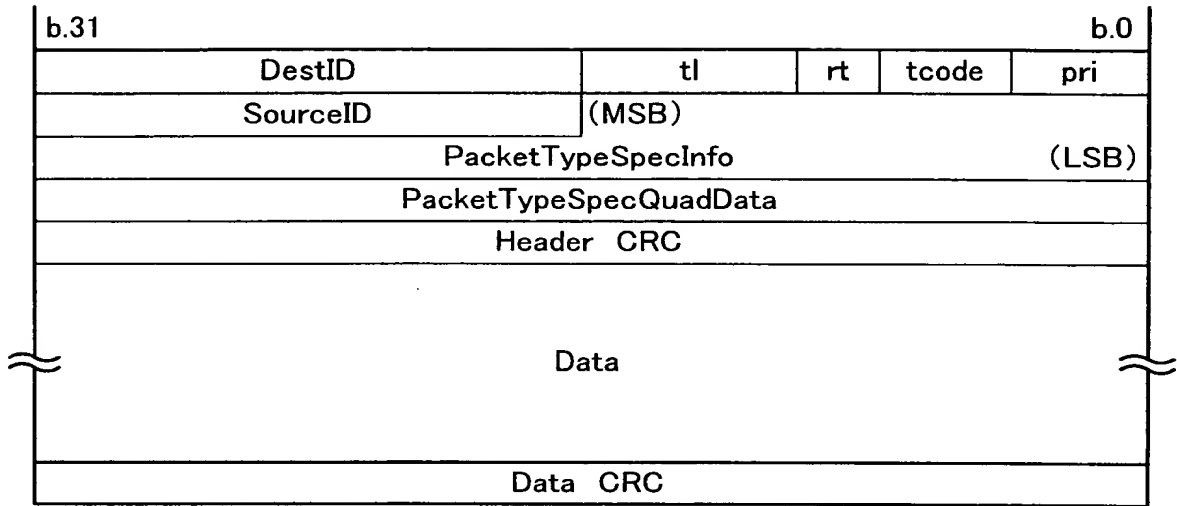 b.31 b.0
DestID tl rt tcode pri
SourceID (MSB)
PacketTypeSpecInfo (LSB)
PacketTypeSpecQuadData
Header CRC
Data
Data CRC